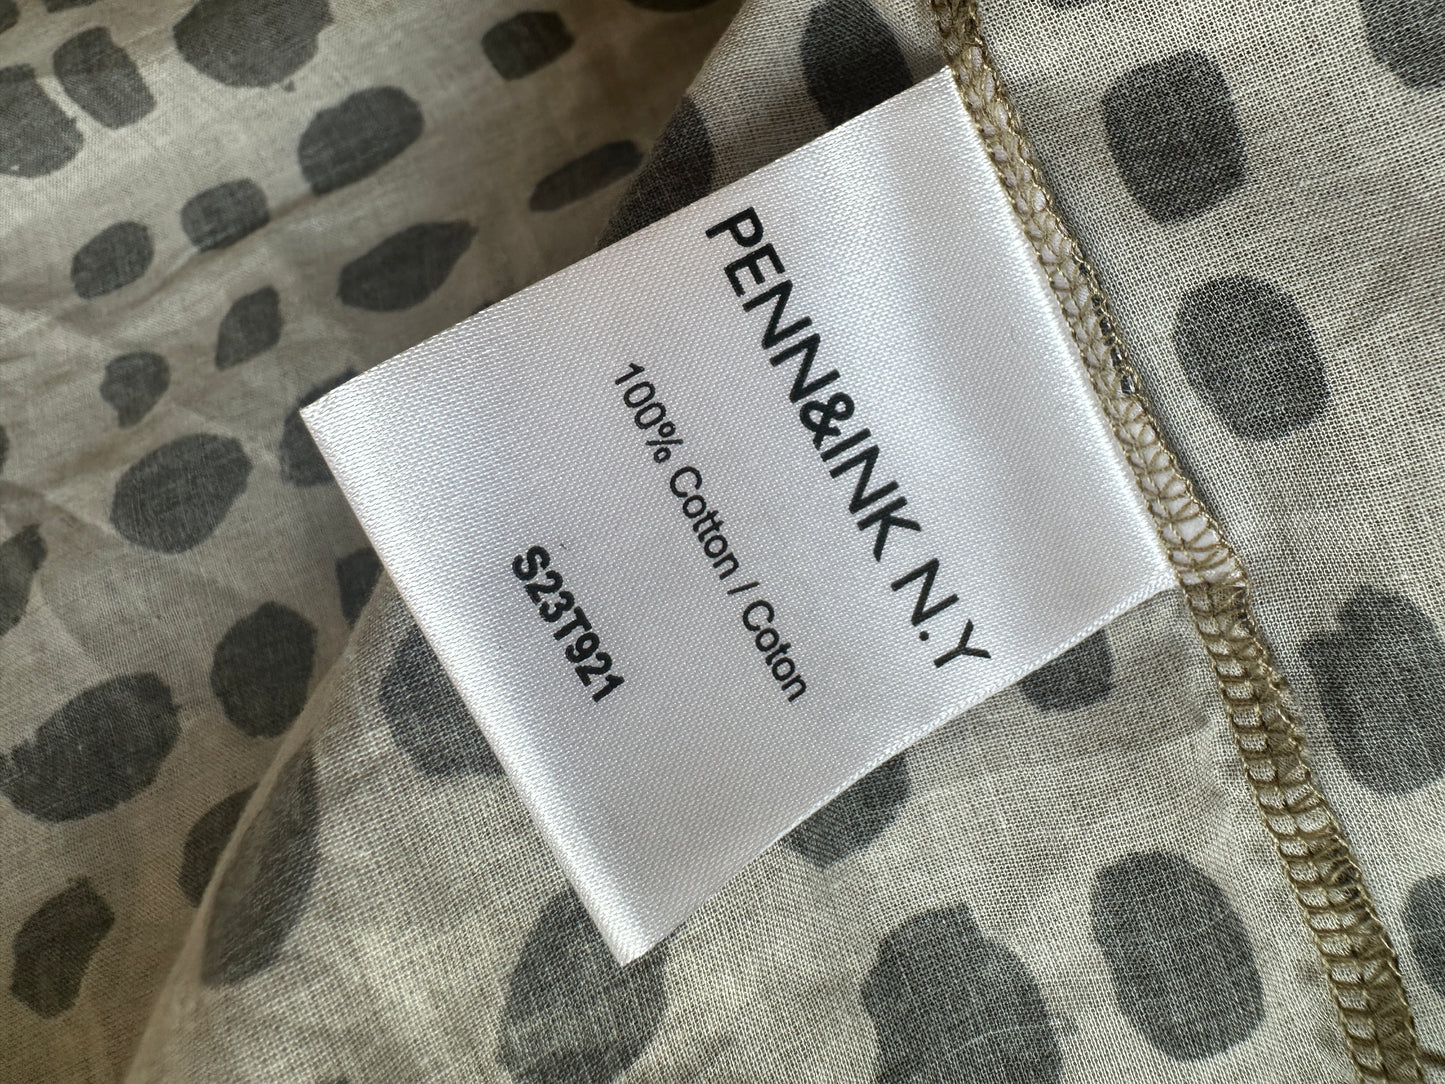 PENN&INK N.Y
100% Cotton / Coton
S23T921